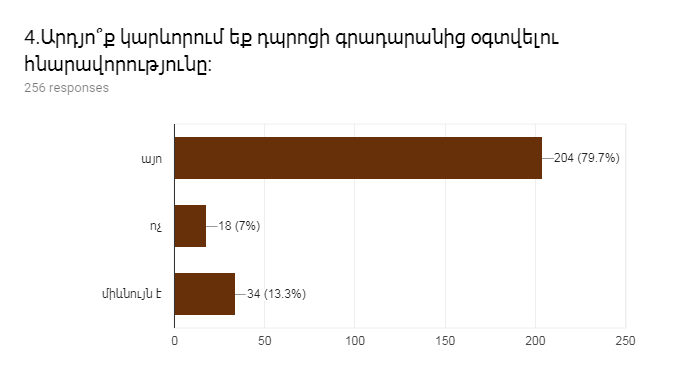 4.Արդյո՞ք կարևորում եք դպրոցի գրադարանից օգտվելու
հնարավորությունը:
256 responses
այո
204 (79.7%)
ոչ
18 (7%)
միևնույն է
34 (13.3%)
0 50 100 150 200 250